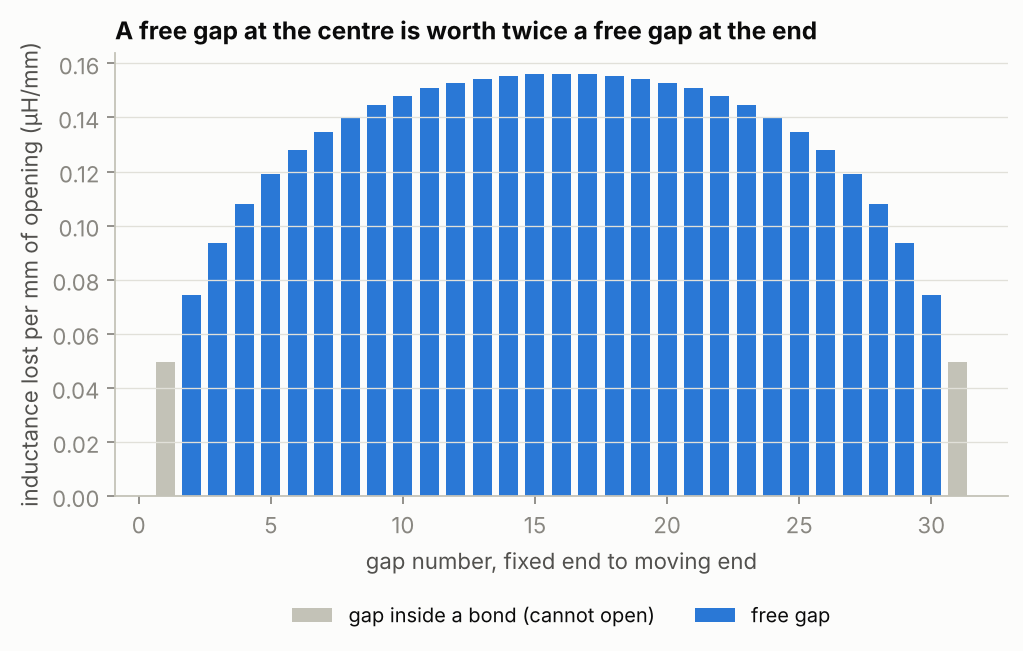 A free gap at the centre is worth twice a free gap at the end
inductance lost per mm of opening (µH/mm)
0.16
0.14
0.12
0.10
0.08
0.06
0.04
0.02
0.00
0 5 10 15 20 25 30
gap number, fixed end to moving end
gap inside a bond (cannot open) free gap